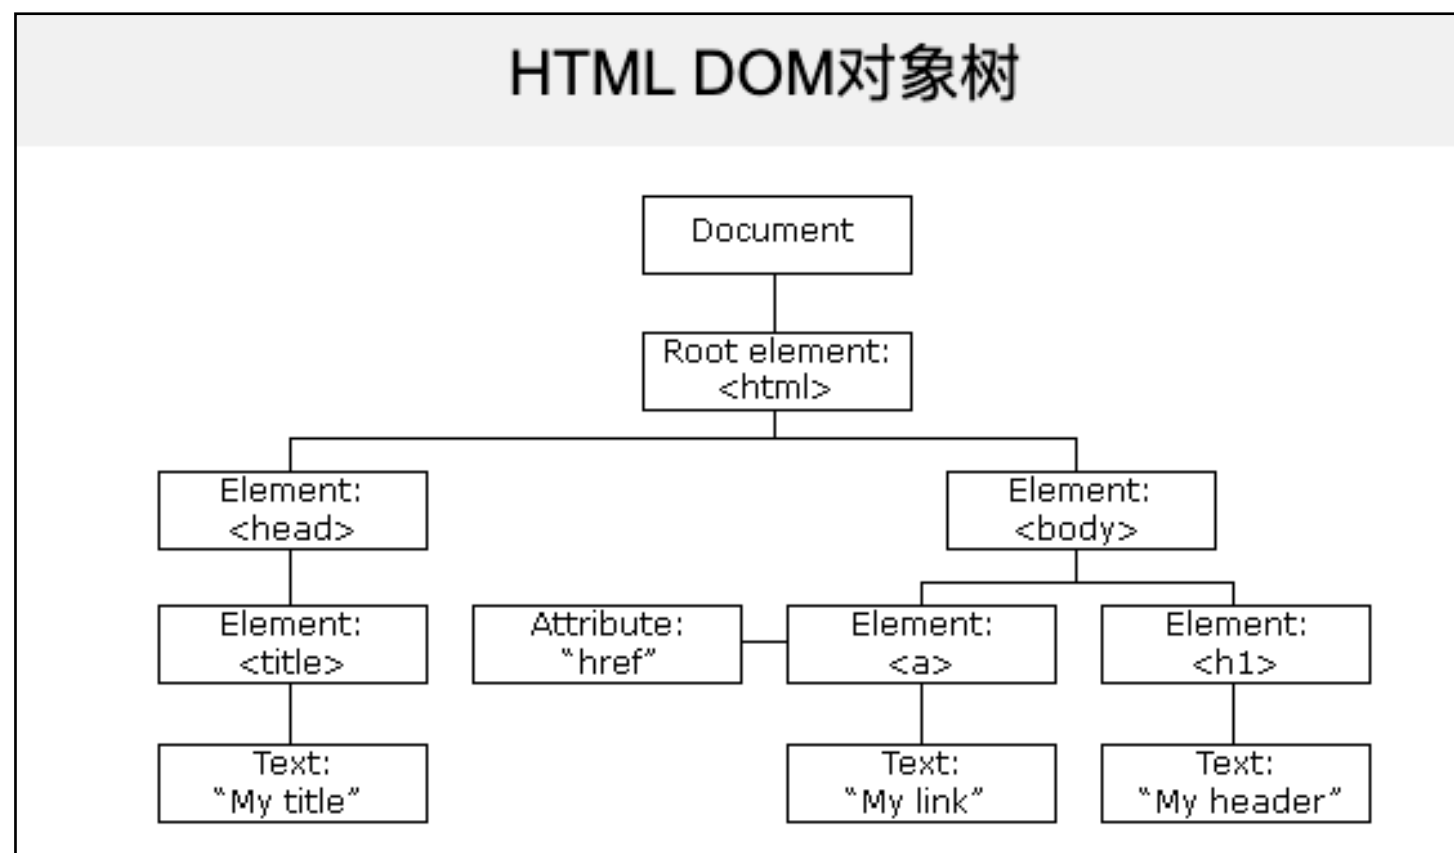 HTML DOM对象树
Document
Root element:
<html>
Element:
<head>
Element:
<body>
Element:
<title>
Attribute:
“href”
Element:
<a>
Element:
<h1>
Text:
“My title”
Text:
“My link”
Text:
“My header”